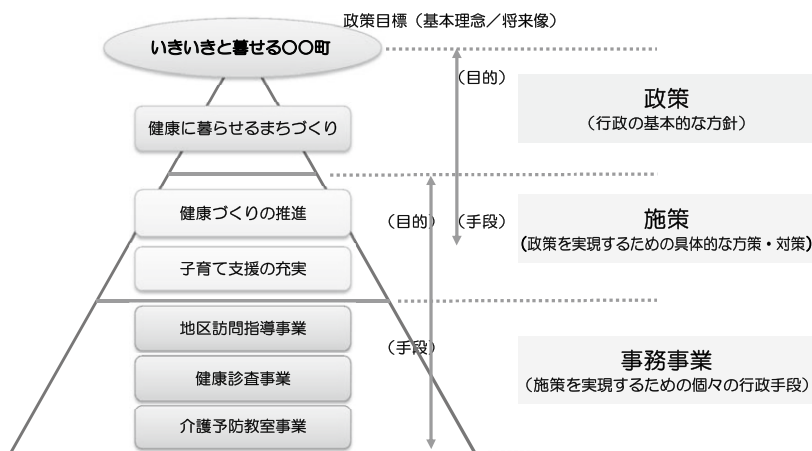 政策目標（基本理念／将来像）
いきいきと暮せる〇〇町
（目的）
政策
（行政の基本的な方針）
健康に暮らせるまちづくり
健康づくりの推進
（目的）
（手段）
施策
(政策を実現するための具体的な方策・対策)
子育て支援の充実
地区訪問指導事業
（手段）
事務事業
（施策を実現するための個々の行政手段）
健康診査事業
介護予防教室事業